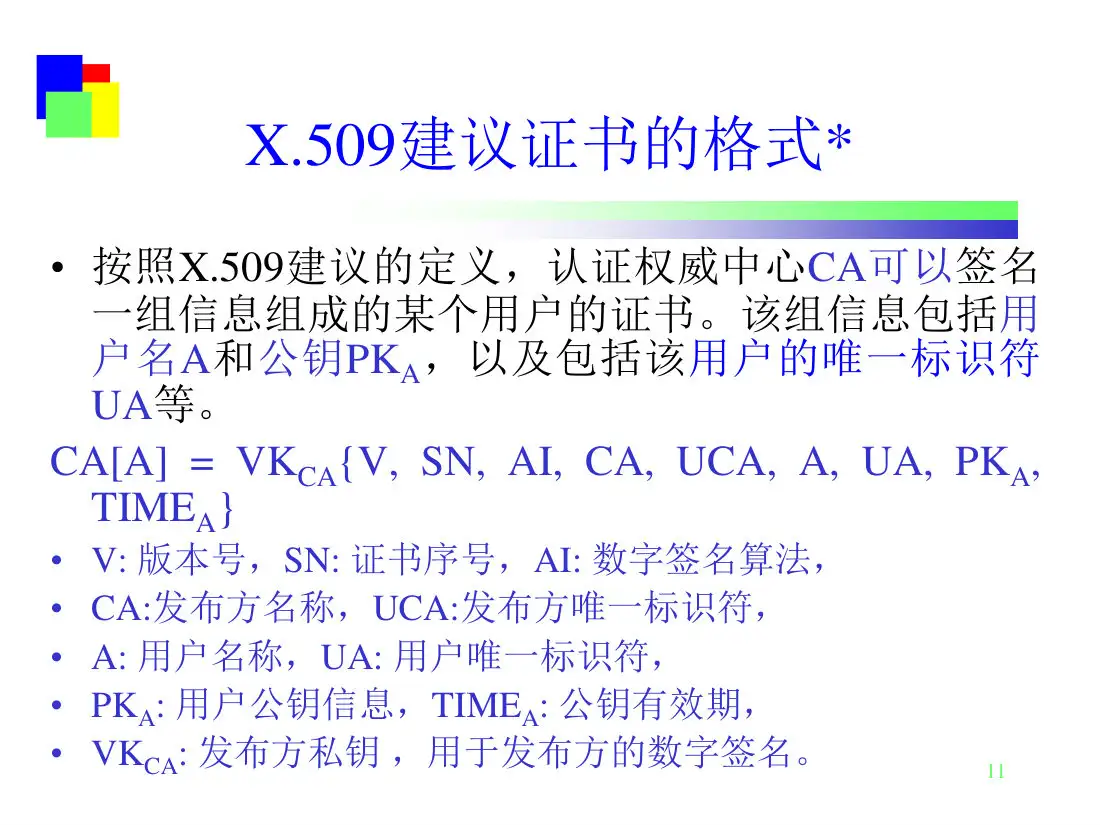 X.509建议证书的格式*
• 按照X.509建议的定义，认证权威中心CA可以签名
一组信息组成的某个用户的证书。该组信息包括用
户名A和公钥PKA，以及包括该用户的唯一标识符
UA等。
CA[A] = VKCA{V, SN, AI, CA, UCA, A, UA, PKA,
TIMEA}
• V: 版本号，SN: 证书序号，AI: 数字签名算法，
• CA:发布方名称，UCA:发布方唯一标识符，
• A: 用户名称，UA: 用户唯一标识符，
• PKA: 用户公钥信息，TIMEA: 公钥有效期，
• VKCA: 发布方私钥 ，用于发布方的数字签名。
11